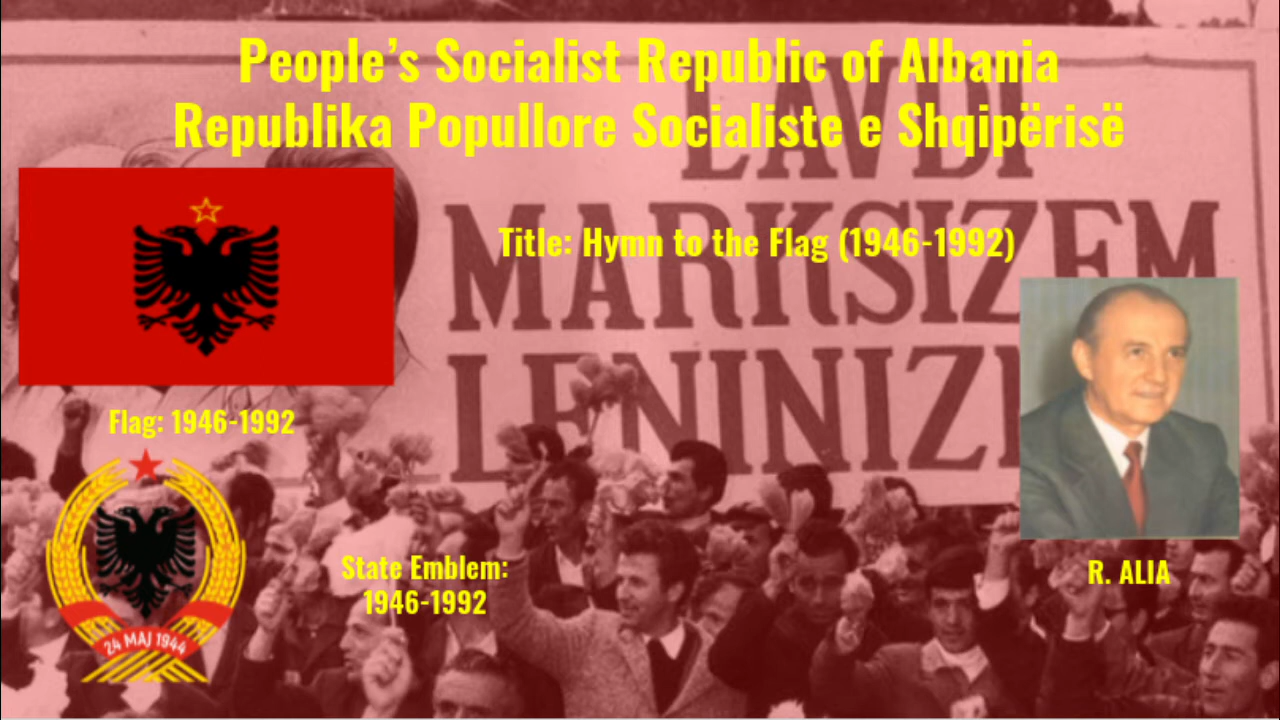 People's Socialist Republic of Albania
Republika Popullore Socialiste e Shqipërisë
LAVDI
MARKSIZEM
LENINIZ
Title: Hymn to the Flag (1946-1992)
Flag: 1946-1992
24 MAJ 1944
State Emblem:
1946-1992
R. ALIA